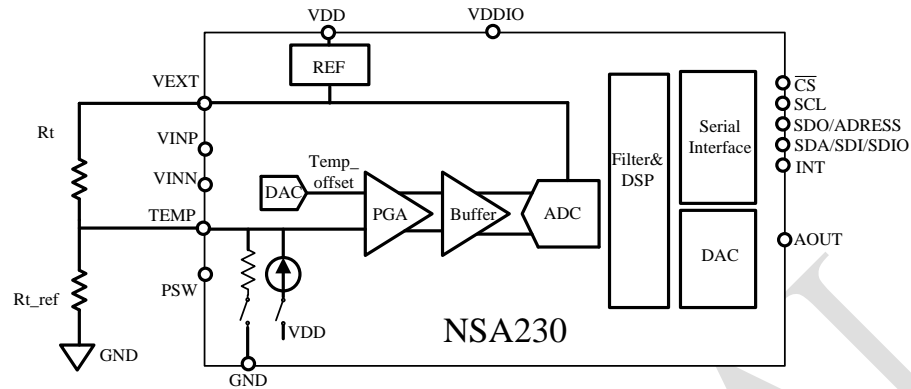 VDD
VDDIO
REF
VEXT
CS
SCL
Rt
SDO/ADRESS
VINP
Serial
Interface
SDA/SDI/SDIO
Filter&
DSP
INT
VINN
Temp_
offset
DAC
TEMP
PGA
Buffer
ADC
AOUT
DAC
PSW
Rt_ref
VDD
NSA230
GND
GND